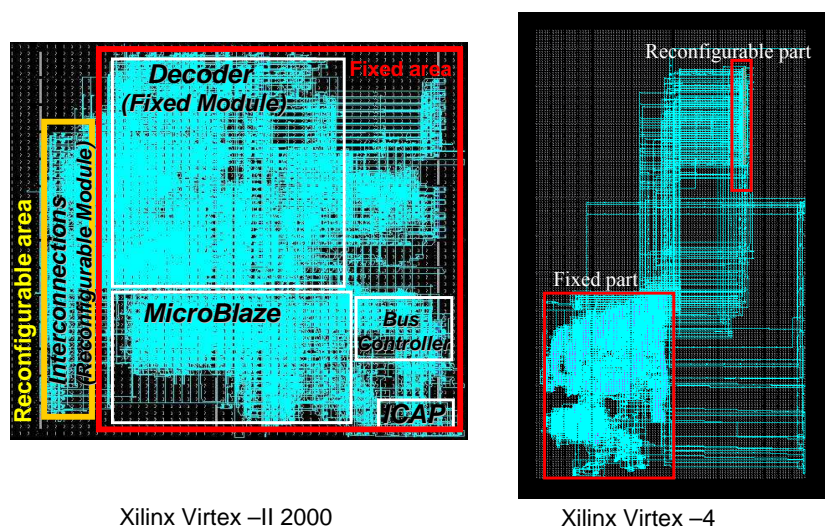 Decoder
(Fixed Module)
Fixed area
Reconfigurable area
Interconnections
(Reconfigurable Module)
MicroBlaze
Bus
Controller
ICAP
Reconfigurable part
Fixed part
Xilinx Virtex –II 2000
Xilinx Virtex –4